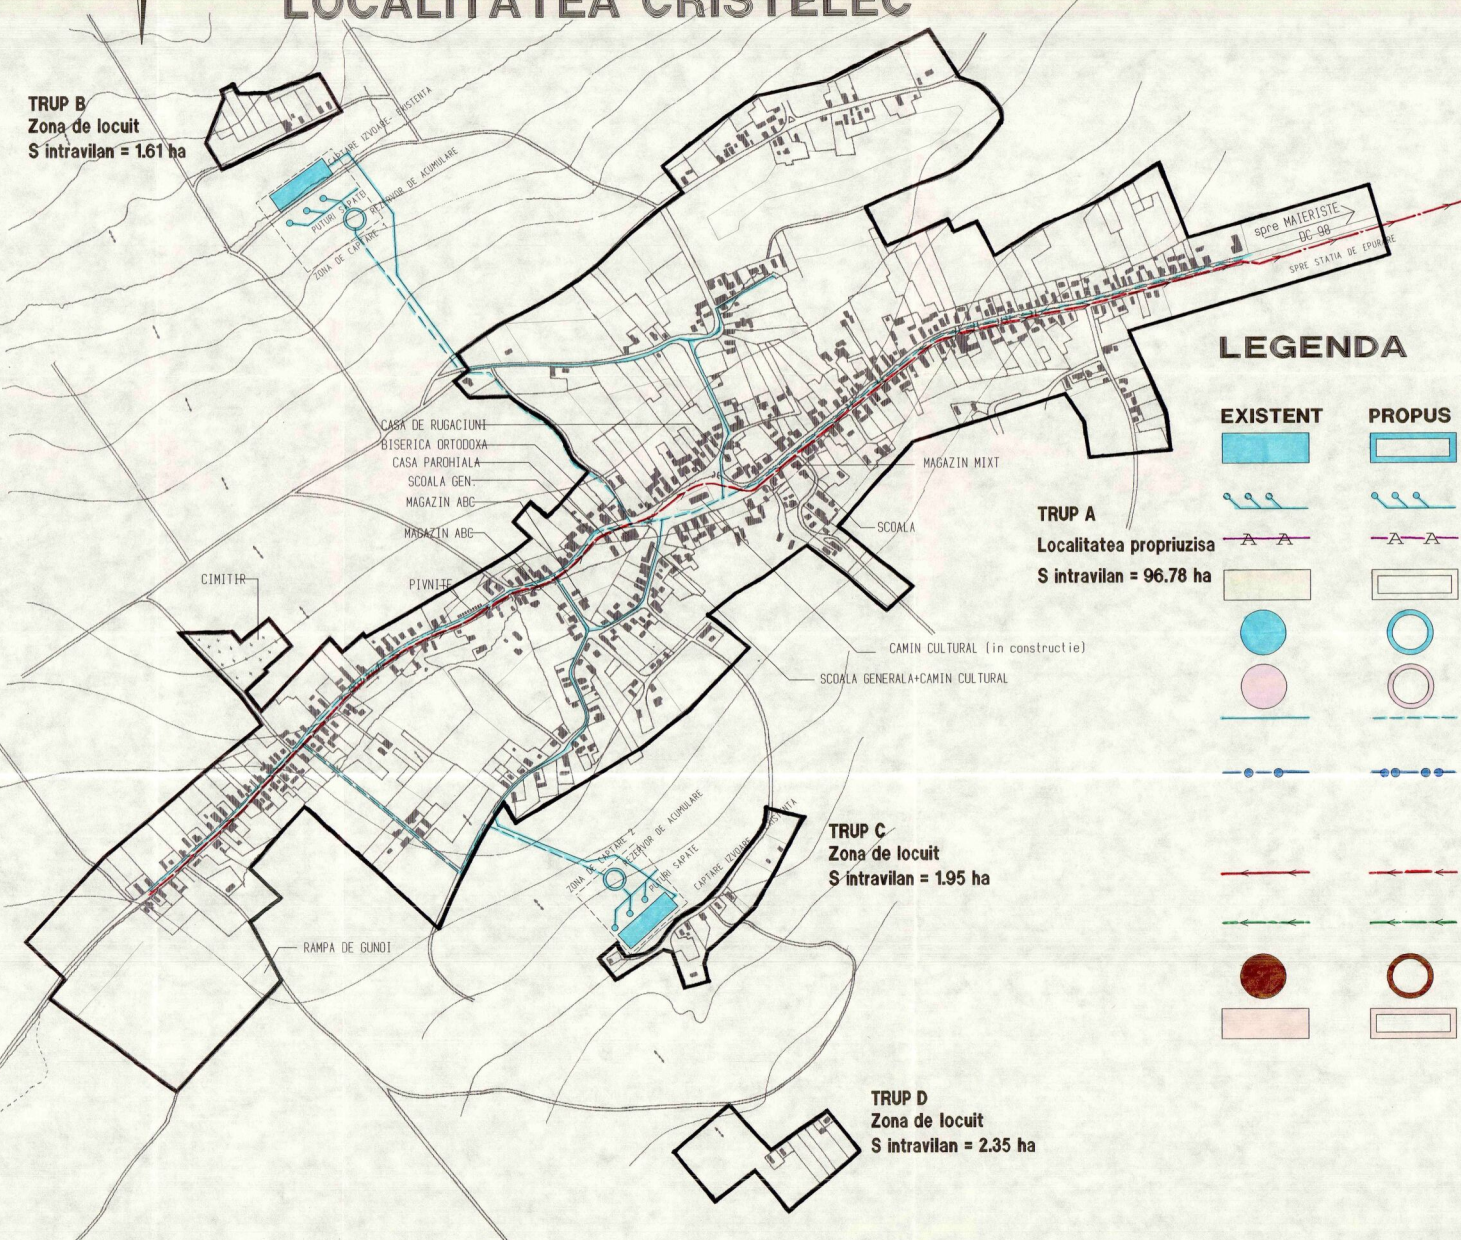 LOCALITATEA CRISTELEC
TRUP B
Zona de locuit
S intravilan = 1.61 ha
CAPTARE IZVOARE- EXISTENTA
REZERVOR DE ACUMULARE
PUTURI SAPATE
ZONA DE CAPTARE
spre MAIERISTE
DC 98
SPRE STATIA DE EPURARE
LEGENDA
EXISTENT PROPUS
A A A A
CASA DE RUGACIUNI
BISERICA ORTODOXA
CASA PAROHIALA
SCOALA GEN.
MAGAZIN ABC
MAGAZIN ABC
PIVNITE
CIMITIR
MAGAZIN MIXT
SCOALA
TRUP A
Localitatea propriuzisa
S intravilan = 96.78 ha
CAMIN CULTURAL (in constructie)
SCOALA GENERALA+CAMIN CULTURAL
ZONA DE CAPTARE 2
REZERVOR DE ACUMULARE
PUTURI SAPATE
CAPTARE IZVOARE
TRUP C
Zona de locuit
S intravilan = 1.95 ha
RAMPA DE GUNOI
TRUP D
Zona de locuit
S intravilan = 2.35 ha